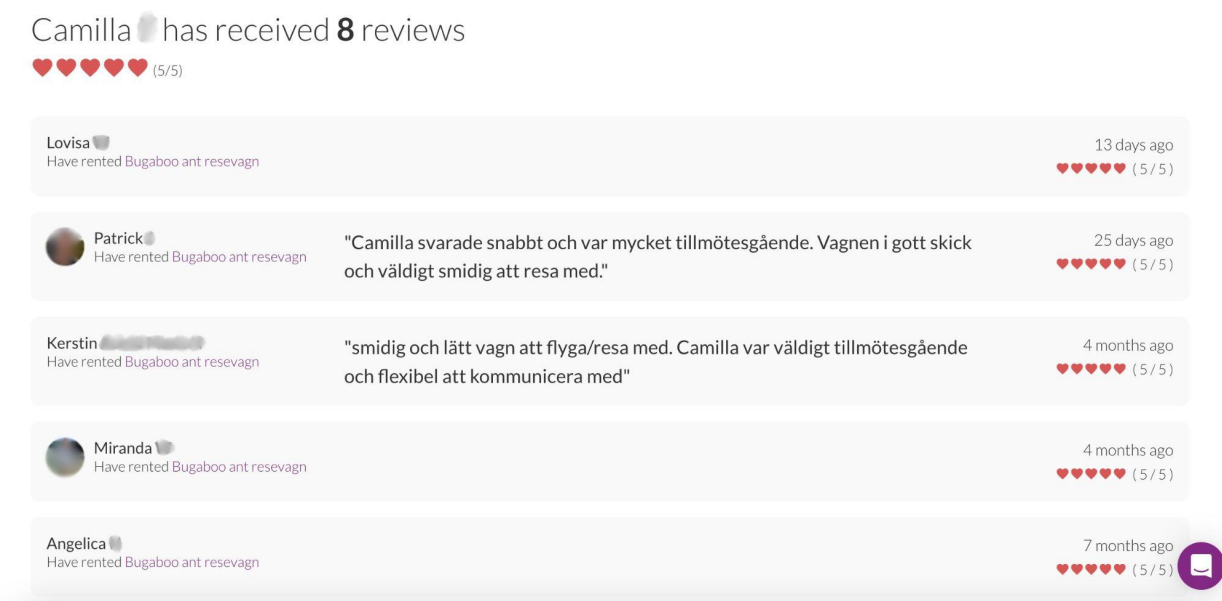 Camilla has received 8 reviews
(5/5)
Lovisa
Have rented Bugaboo ant resevagn
13 days ago
(5/5)
Patrick
Have rented Bugaboo ant resevagn
"Camilla svarade snabbt och var mycket tillmötesgående. Vagnen i gott skick
och väldigt smidig att resa med."
25 days ago
(5/5)
Kerstin
Have rented Bugaboo ant resevagn
"smidig och lätt vagn att flyga/resa med. Camilla var väldigt tillmötesgående
och flexibel att kommunicera med"
4 months ago
(5/5)
Miranda
Have rented Bugaboo ant resevagn
4 months ago
(5/5)
Angelica
Have rented Bugaboo ant resevagn
7 months ago
(5/5)